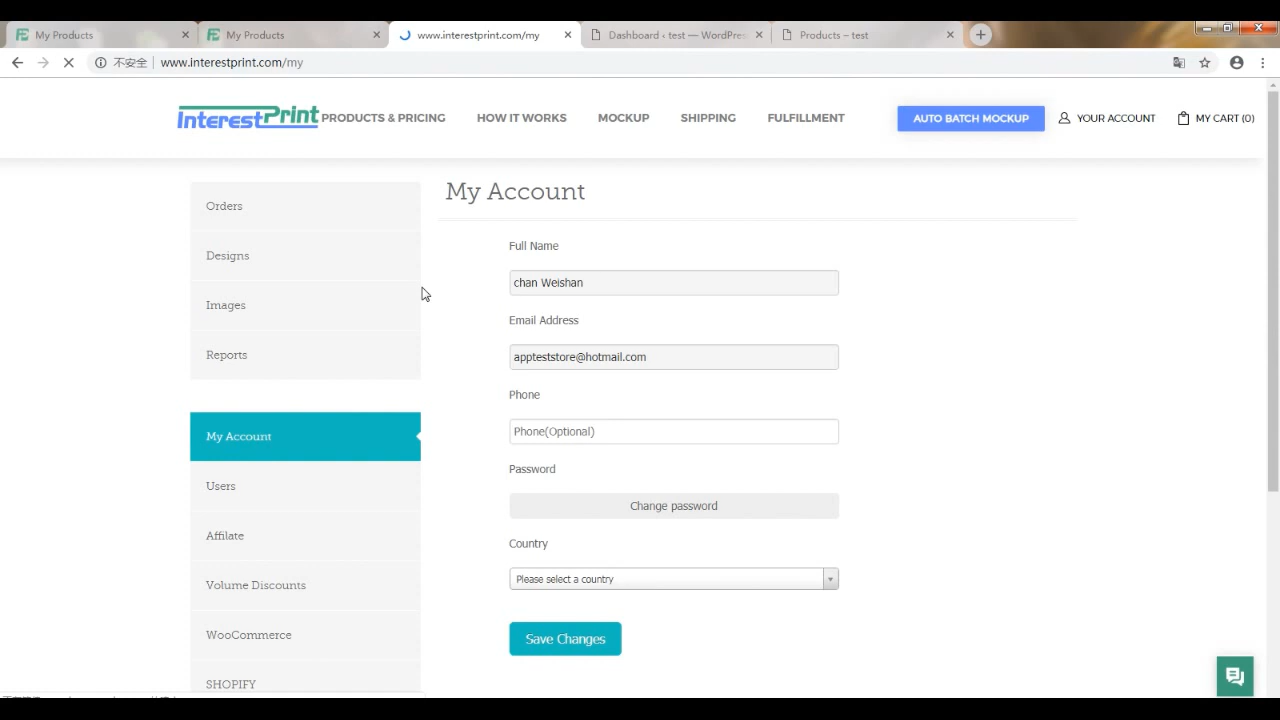 My Products
My Products
www.interestprint.com/my
Dashboard ‹ test — WordPres
Products – test
不安全
www.interestprint.com/my
InterestPrint
PRODUCTS & PRICING
HOW IT WORKS
MOCKUP
SHIPPING
FULFILLMENT
AUTO BATCH MOCKUP
YOUR ACCOUNT
MY CART (0)
Orders
Designs
Images
Reports
My Account
Users
Affilate
Volume Discounts
WooCommerce
SHOPIFY
My Account
Full Name
chan Weishan
Email Address
appteststore@hotmail.com
Phone
Phone(Optional)
Password
Change password
Country
Please select a country
Save Changes